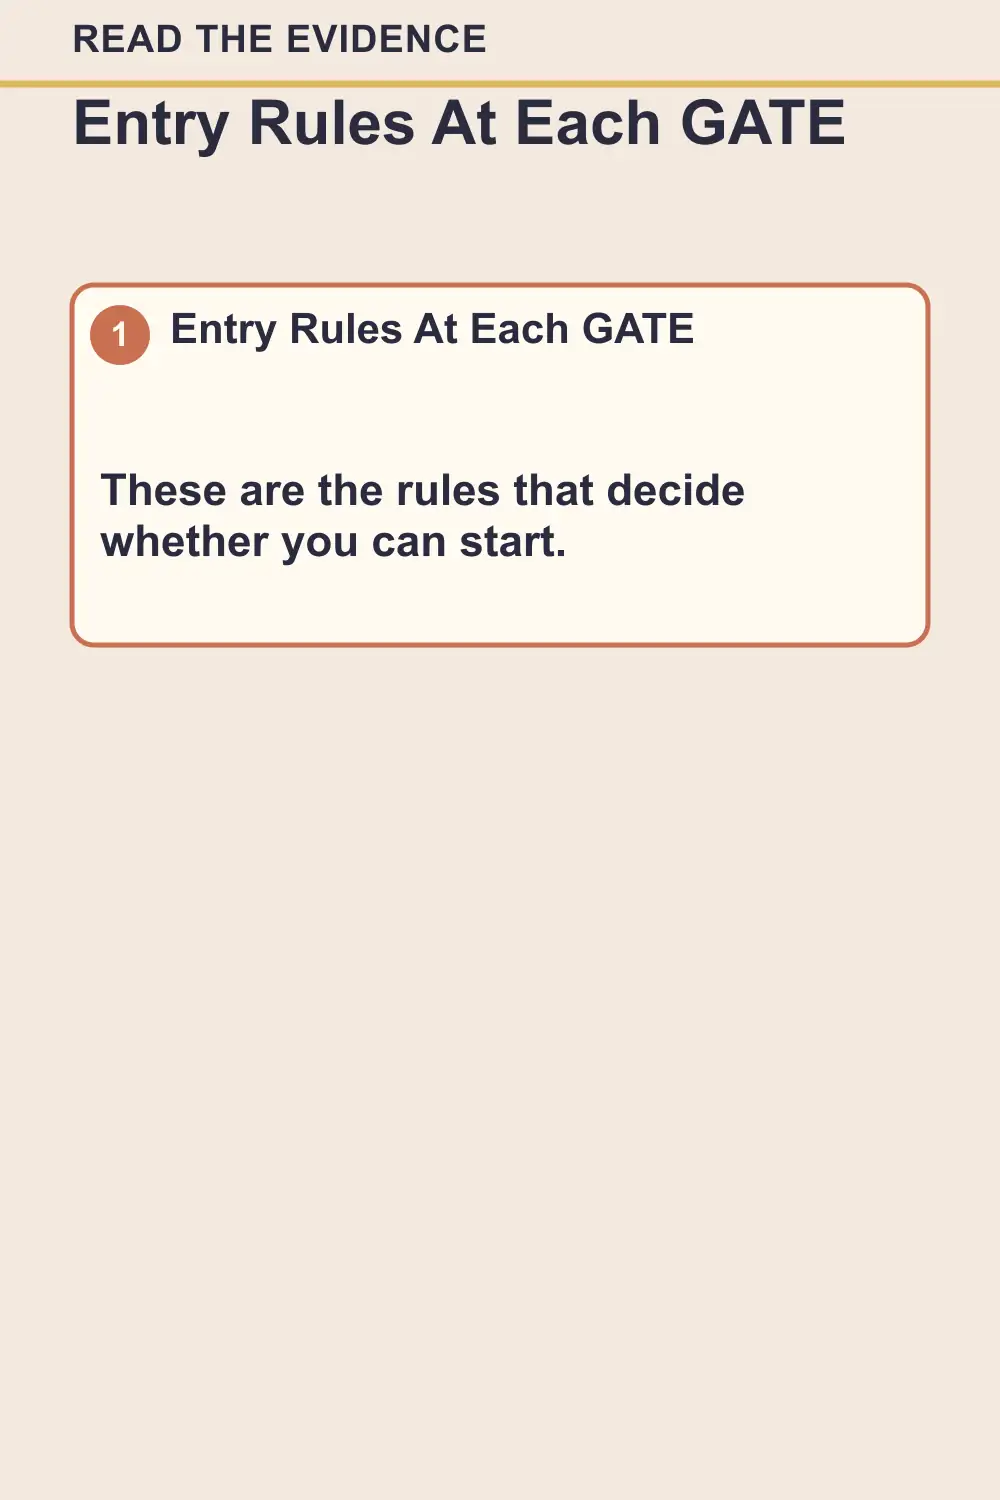 READ THE EVIDENCE
Entry Rules At Each GATE
1 Entry Rules At Each GATE
These are the rules that decide
whether you can start.